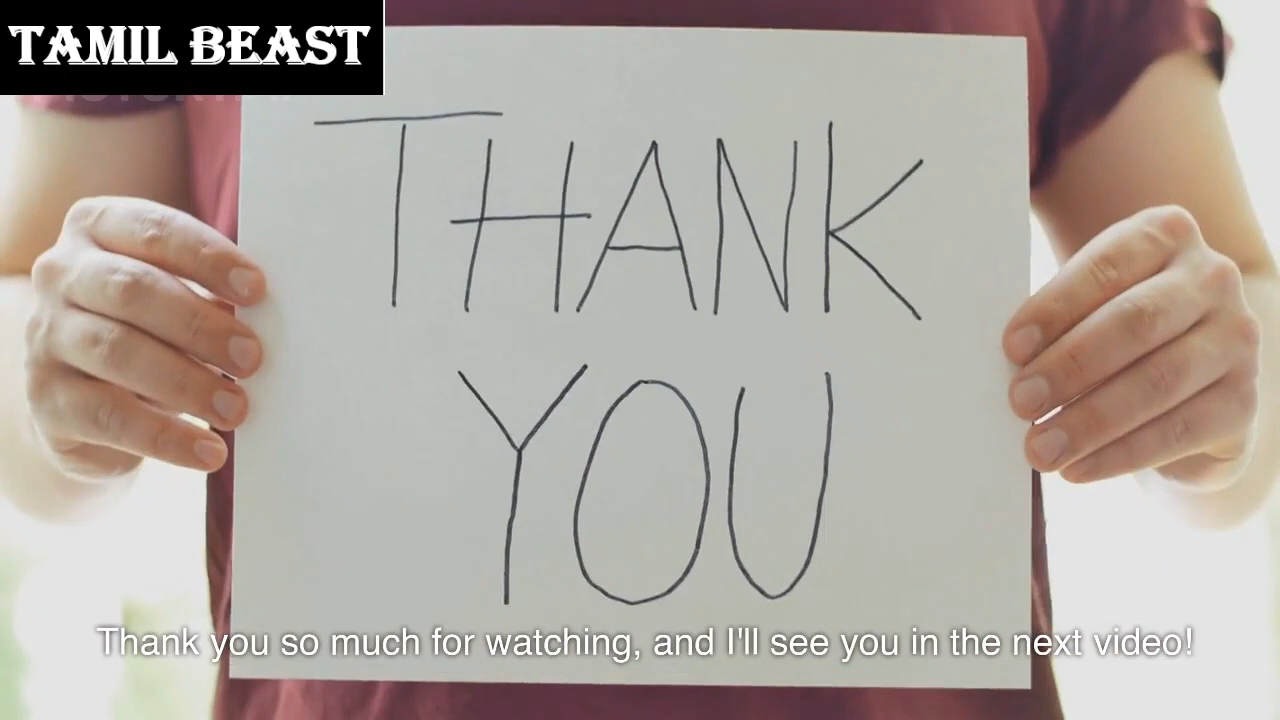 TAMIL BEAST
THANK
YOU
Thank you so much for watching, and I'll see you in the next video!